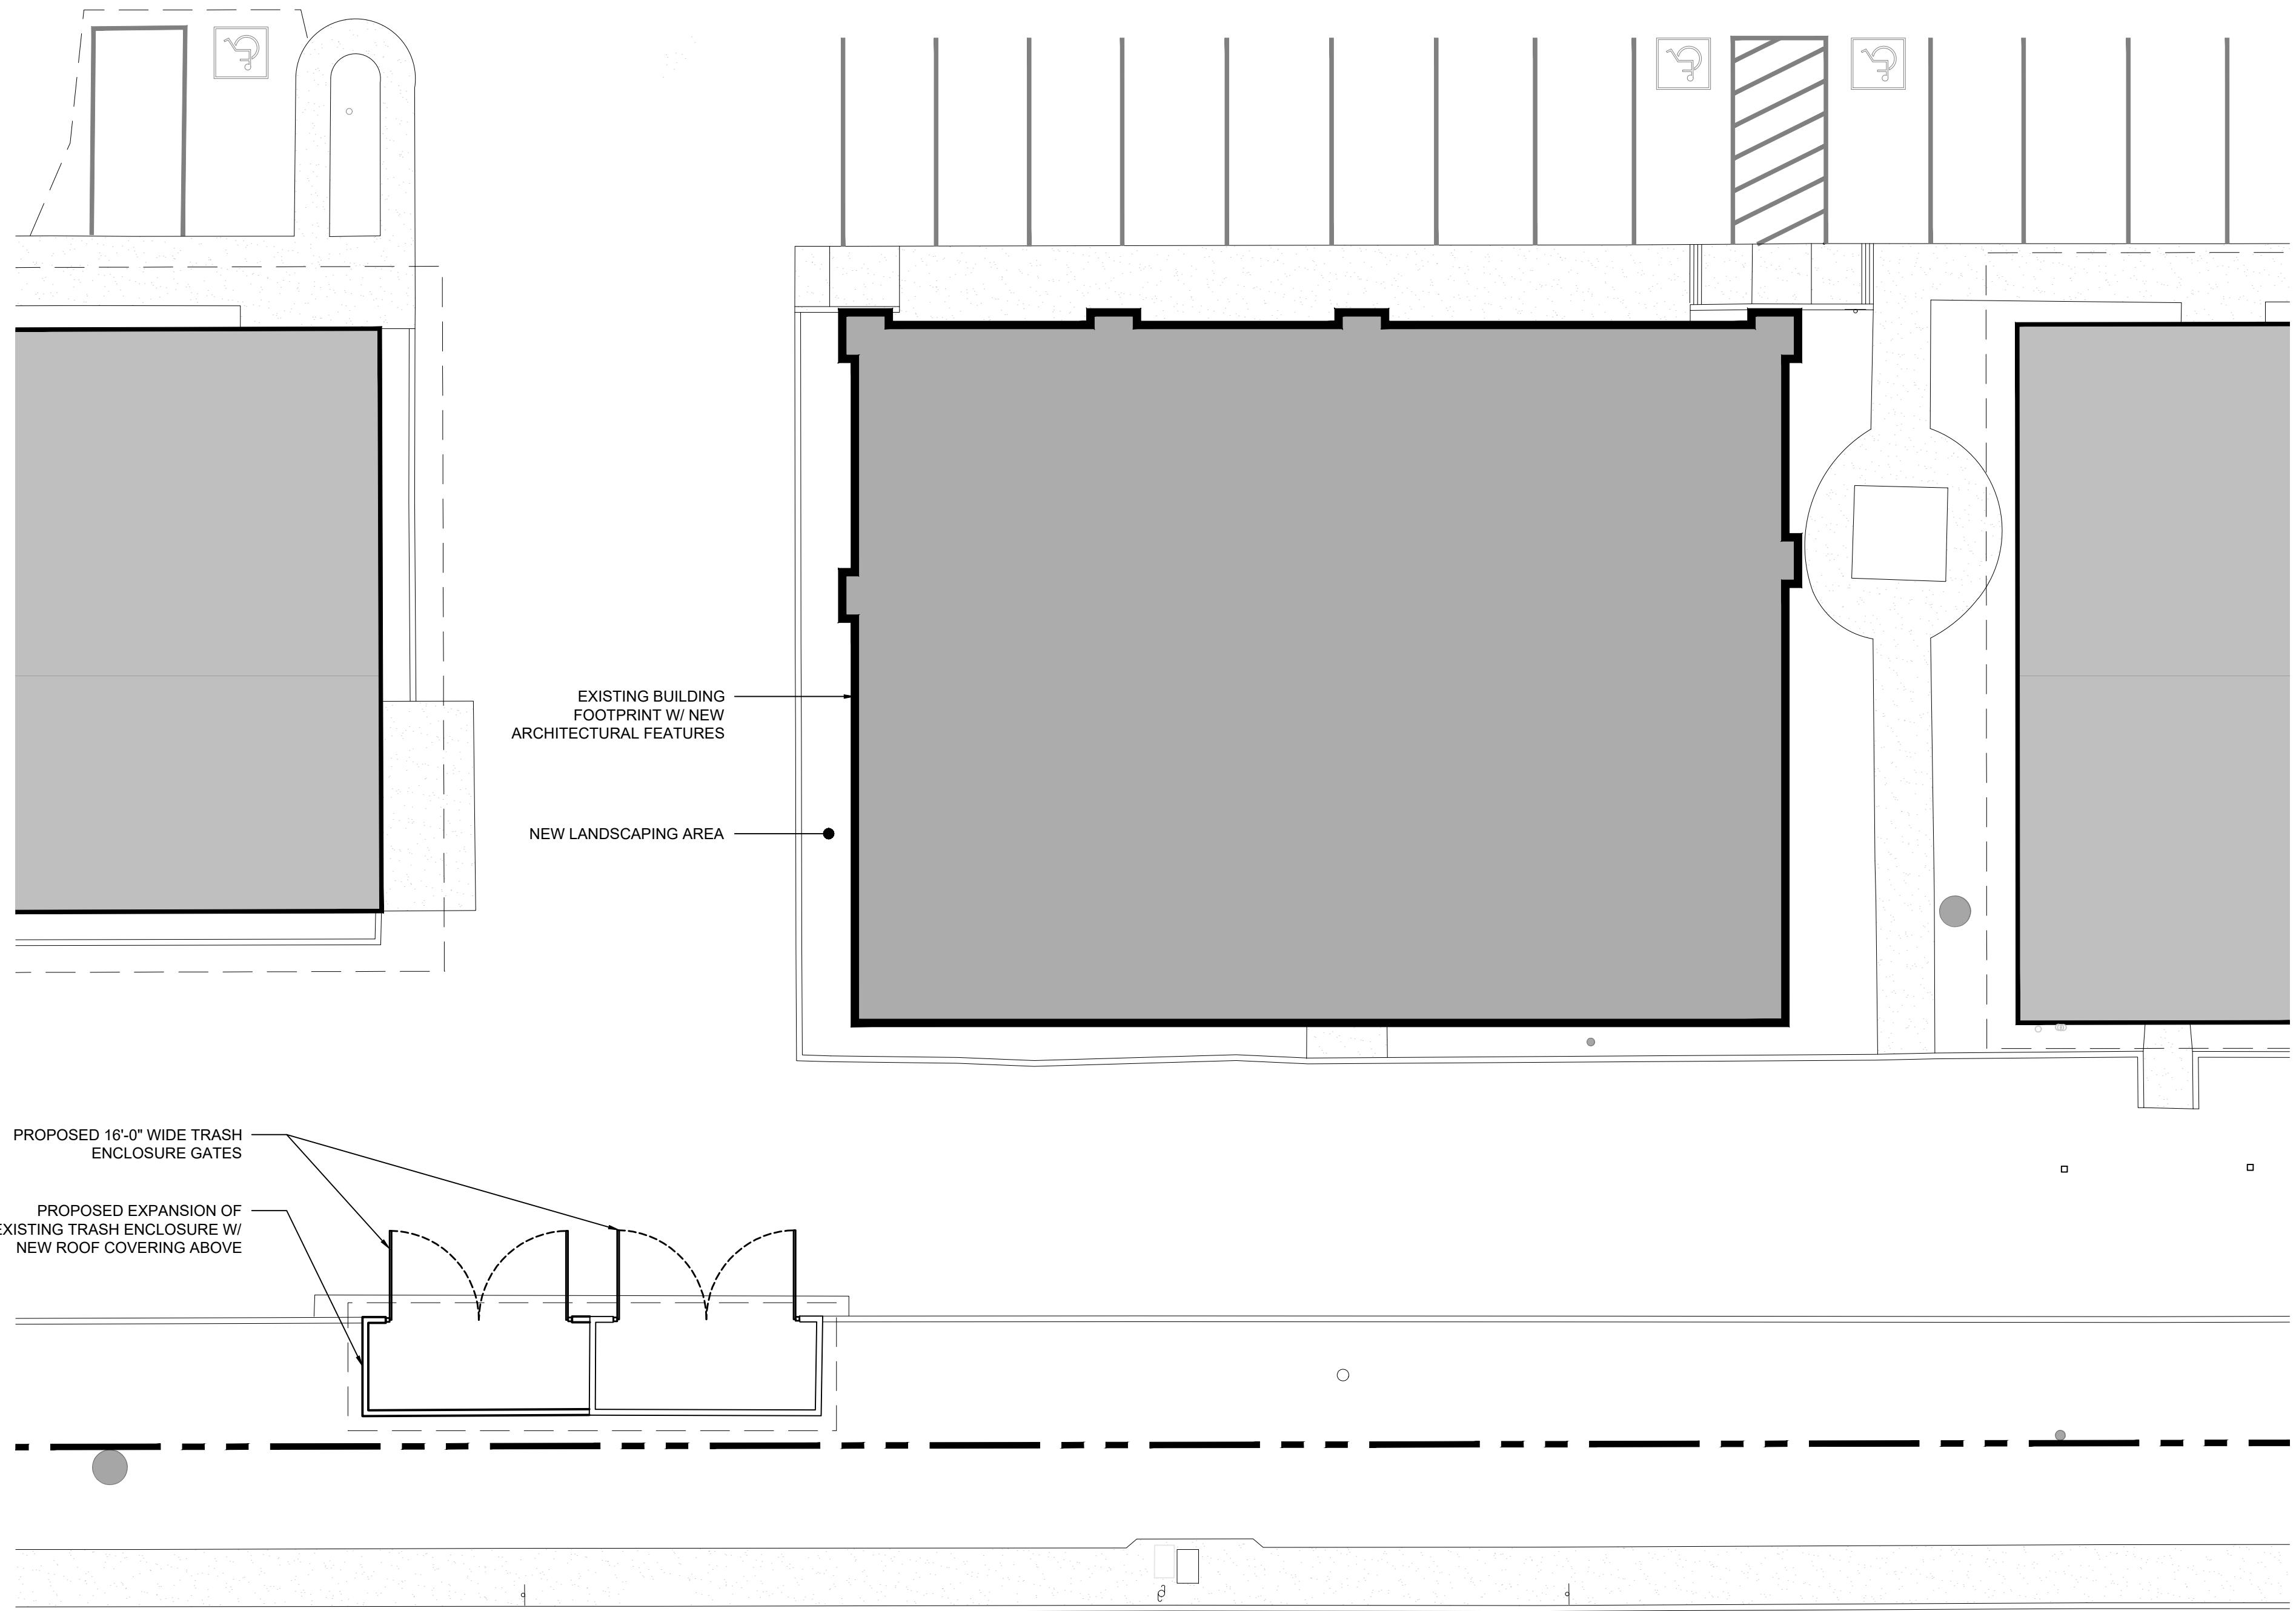 EXISTING BUILDING
FOOTPRINT W/ NEW
ARCHITECTURAL FEATURES
NEW LANDSCAPING AREA
PROPOSED 16'-0" WIDE TRASH
ENCLOSURE GATES
PROPOSED EXPANSION OF
EXISTING TRASH ENCLOSURE W/
NEW ROOF COVERING ABOVE